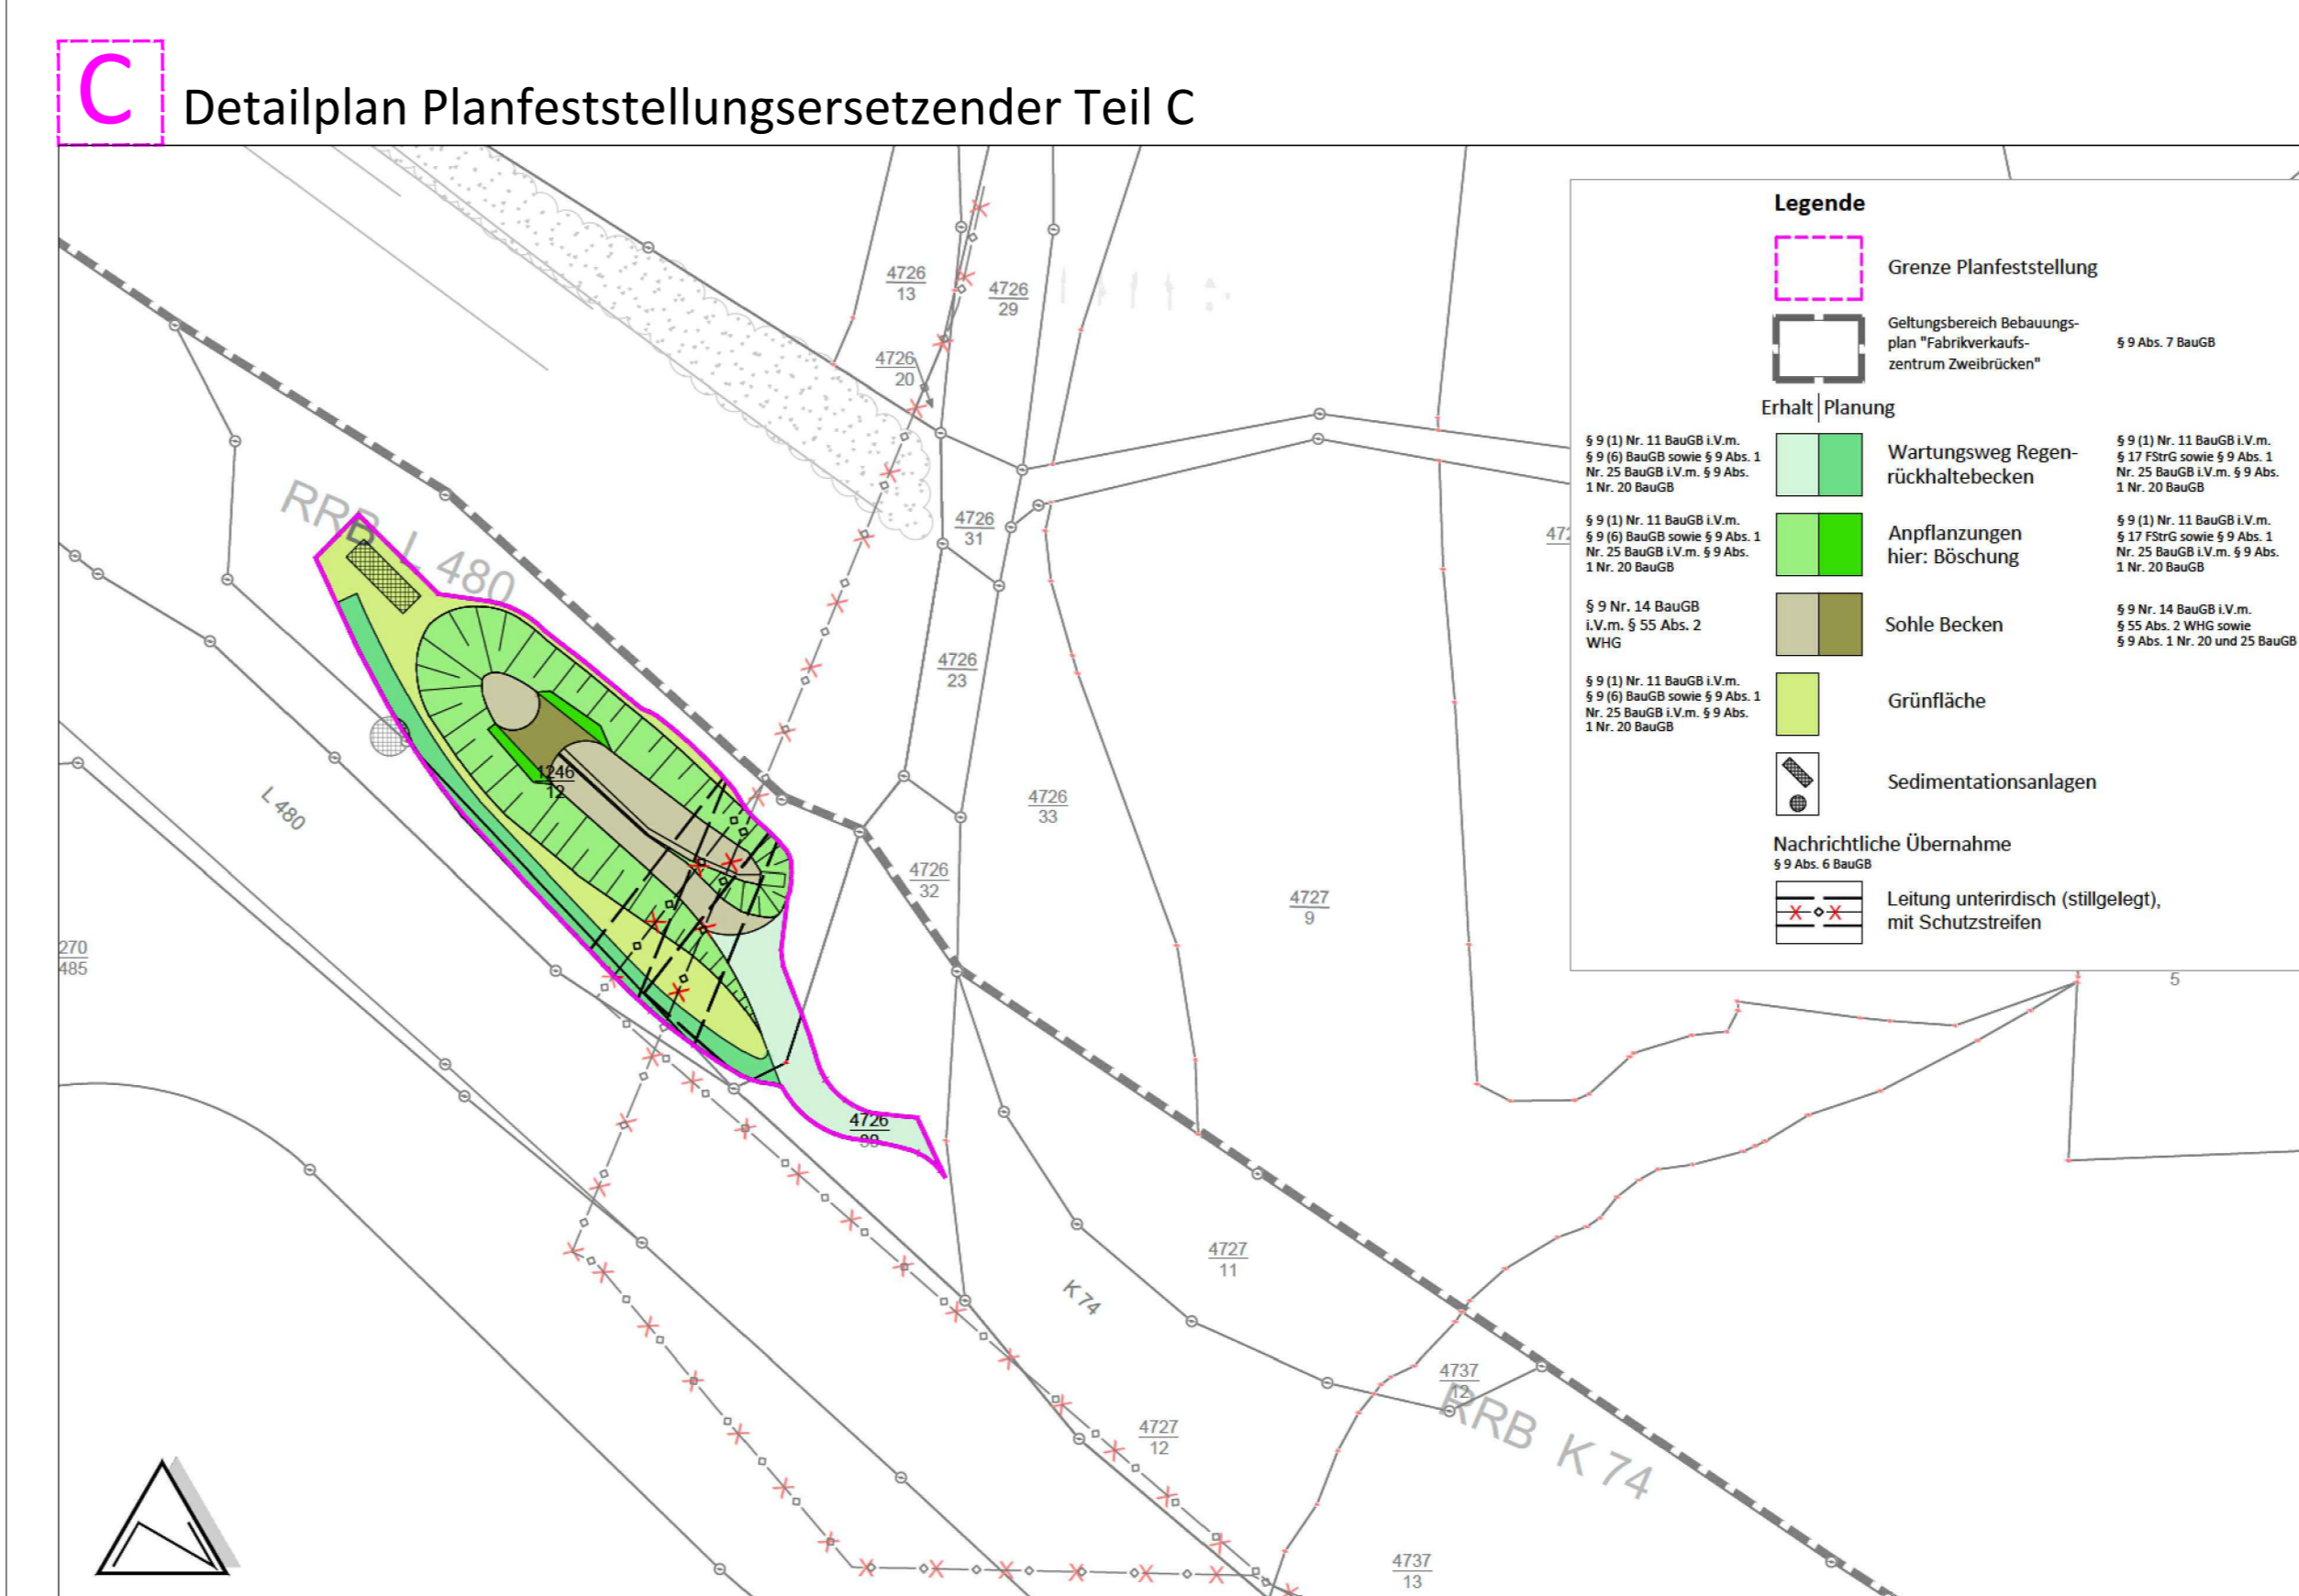 C
Detailplan Planfeststellungsersetzender Teil C
Legende
Grenze Planfeststellung
Geltungsbereich Bebauungs-
plan "Fabrikverkaufs-
zentrum Zweibrücken"
§ 9 Abs. 7 BauGB
Erhalt Planung
§ 9 (1) Nr. 11 BauGB i.V.m.
§ 9 (6) BauGB sowie § 9 Abs. 1
Nr. 25 BauGB i.V.m. § 9 Abs.
1 Nr. 20 BauGB
Wartungsweg Regen-
rückhaltebecken
§ 9 (1) Nr. 11 BauGB i.V.m.
§ 17 FStrG sowie § 9 Abs. 1
Nr. 25 BauGB i.V.m. § 9 Abs.
1 Nr. 20 BauGB
§ 9 (1) Nr. 11 BauGB i.V.m.
§ 9 (6) BauGB sowie § 9 Abs. 1
Nr. 25 BauGB i.V.m. § 9 Abs.
1 Nr. 20 BauGB
Anpflanzungen
hier: Böschung
§ 9 (1) Nr. 11 BauGB i.V.m.
§ 17 FStrG sowie § 9 Abs. 1
Nr. 25 BauGB i.V.m. § 9 Abs.
1 Nr. 20 BauGB
§ 9 Nr. 14 BauGB
i.V.m. § 55 Abs. 2
WHG
Sohle Becken
§ 9 Nr. 14 BauGB i.V.m.
§ 55 Abs. 2 WHG sowie
§ 9 Abs. 1 Nr. 20 und 25 BauGB
§ 9 (1) Nr. 11 BauGB i.V.m.
§ 9 (6) BauGB sowie § 9 Abs. 1
Nr. 25 BauGB i.V.m. § 9 Abs.
1 Nr. 20 BauGB
Grünfläche
Sedimentationsanlagen
Nachrichtliche Übernahme
§ 9 Abs. 6 BauGB
Leitung unterirdisch (stillgelegt),
mit Schutzstreifen
4726
13
4726
29
4726
20
RRB L 480
4726
31
4726
23
1246
12
L 480
4726
33
4726
32
4727
9
270
485
5
4726
4727
11
K 74
4737
12
RRB K 74
4727
12
4737
13